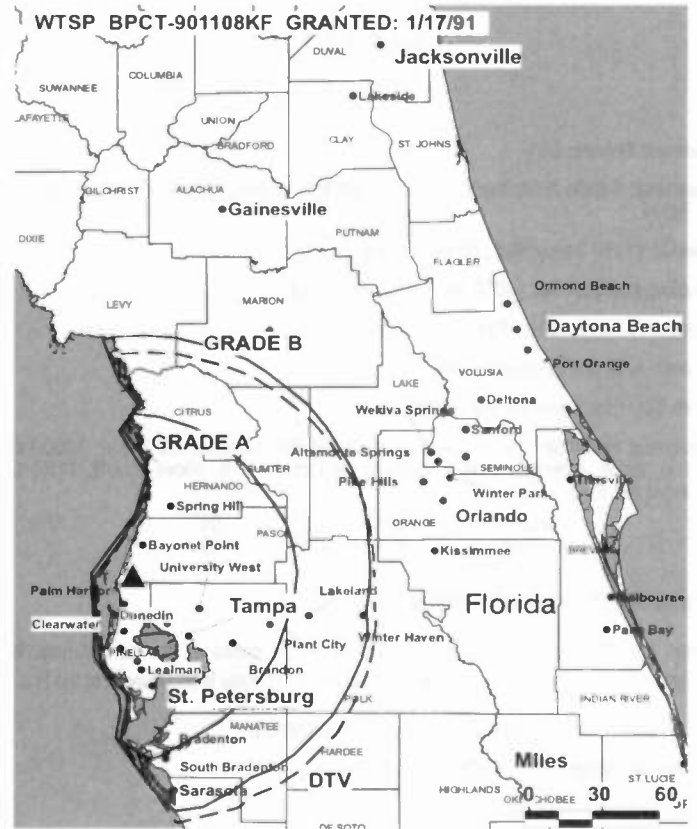 WTSP BPCT-901108KF GRANTED: 1/17/91
DUVAL
Jacksonville
COLUMBIA
SUWANNEE
Lakeside
LAFAYETTE
UNION
BRADFORD
CLAY
ST JOHNS
GILCHRIST
ALACHUA
Gainesville
PUTNAM
DIXIE
FLAGLER
LEVY
MARION
Ormond Beach
Daytona Beach
GRADE B
Port Orange
VOLUSIA
LAKE
CITRUS
Wekiva Springs
Deltona
Sanford
GRADE A
Altamonte Springs
SUMTER
SEMINOLE
HERNANDO
Pine Hills
Titusville
Winter Park
Spring Hill
Orlando
ORANGE
PASCO
Bayonet Point
Kissimmee
BREVARD
University West
Palm Harbor
Lakeland
Melbourne
Dunedin
Tampa
Florida
Clearwater
Palm Bay
Plant City
Winter Haven
PINELLAS
Lealman
Brandon
St. Petersburg
POLK
INDIAN RIVER
MANATEE
Bradenton
HARDEE
Miles
South Bradenton
DTV
ST LUCIE
Sarasota
HIGHLANDS
OKEECHOBEE
0 30 60
DE SOTO